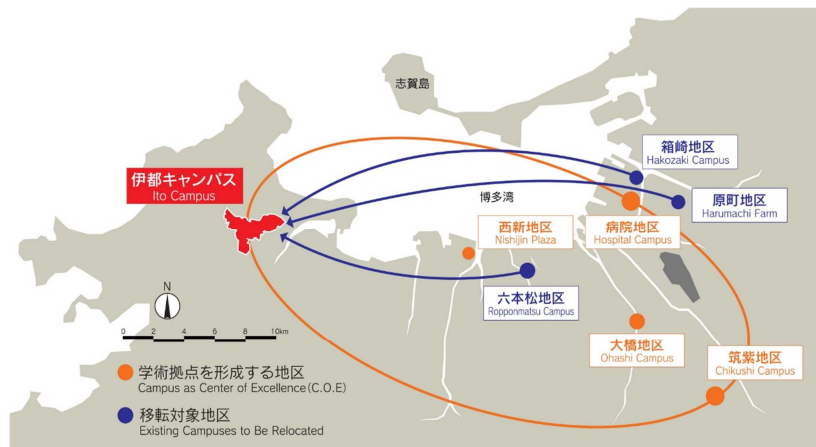 志賀島
箱崎地区
Hakozaki Campus
伊都キャンパス
Ito Campus
博多湾
原町地区
Harumachi Farm
西新地区
Nishijin Plaza
病院地区
Hospital Campus
六本松地区
Ropponmatsu Campus
N
0 2 4 6 8 10km
大橋地区
Ohashi Campus
筑紫地区
Chikushi Campus
学術拠点を形成する地区
Campus as Center of Excellence(C.O.E)
移転対象地区
Existing Campuses to Be Relocated